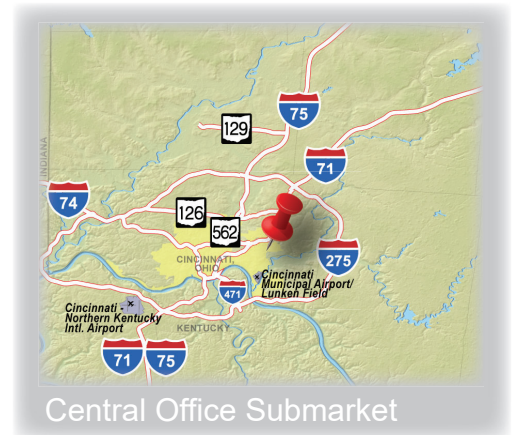 75
129
71
INDIANA
74
126
562
CINCINNATI,
OHIO
275
Cincinnati
Municipal Airport/
Lunken Field
471
Cincinnati -
Northern Kentucky
Intl. Airport
KENTUCKY
71
75
Central Office Submarket